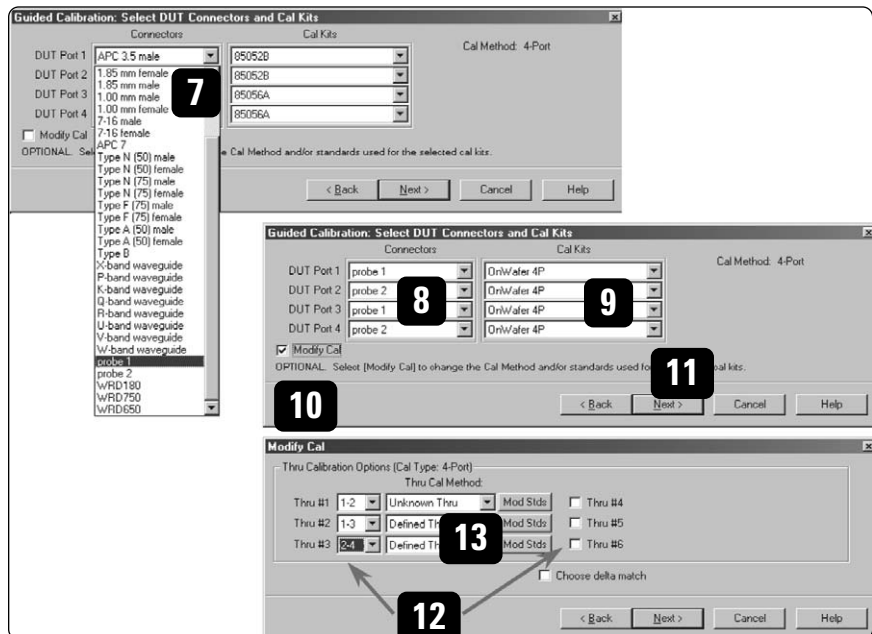 Guided Calibration: Select DUT Connectors and Cal Kits
Connectors Cal Kits
Cal Method: 4-Port
DUT Port 1 APC 3.5 male 85052B
DUT Port 2 85052B
DUT Port 3 85056A
DUT Port 4 85056A
1.85 mm female
1.85 mm male
1.00 mm male
1.00 mm female
7-16 male
7-16 female
APC 7
Type N (50) male
Type N (50) female
Type N (75) male
Type N (75) female
Type F (75) male
Type F (75) female
Type A (50) male
Type A (50) female
Type B
X-band waveguide
P-band waveguide
K-band waveguide
Q-band waveguide
R-band waveguide
U-band waveguide
V-band waveguide
W-band waveguide
probe 1
probe 2
WRD180
WRD750
WRD650
7
Modify Cal
OPTIONAL. Cal Method and/or standards used for the selected cal kits.
< Back Next > Cancel Help
Guided Calibration: Select DUT Connectors and Cal Kits
Connectors Cal Kits
Cal Method: 4-Port
DUT Port 1 probe 1 OnWafer 4P
DUT Port 2 probe 2 OnWafer 4P
DUT Port 3 probe 1 OnWafer 4P
DUT Port 4 probe 2 OnWafer 4P
8 9
Modify Cal
OPTIONAL. Select [Modify Cal] to change the Cal Method and/or standards used cal kits.
10 11
< Back Next > Cancel Help
Modify Cal
Thru Calibration Options (Cal Type: 4-Port)
Thru Cal Method:
Thru #1 1-2 Unknown Thru Mod Stds Thru #4
Thru #2 1-3 Defined Mod Stds Thru #5
Thru #3 2-4 Defined Mod Stds Thru #6
13
Choose delta match
12
< Back Next > Cancel Help